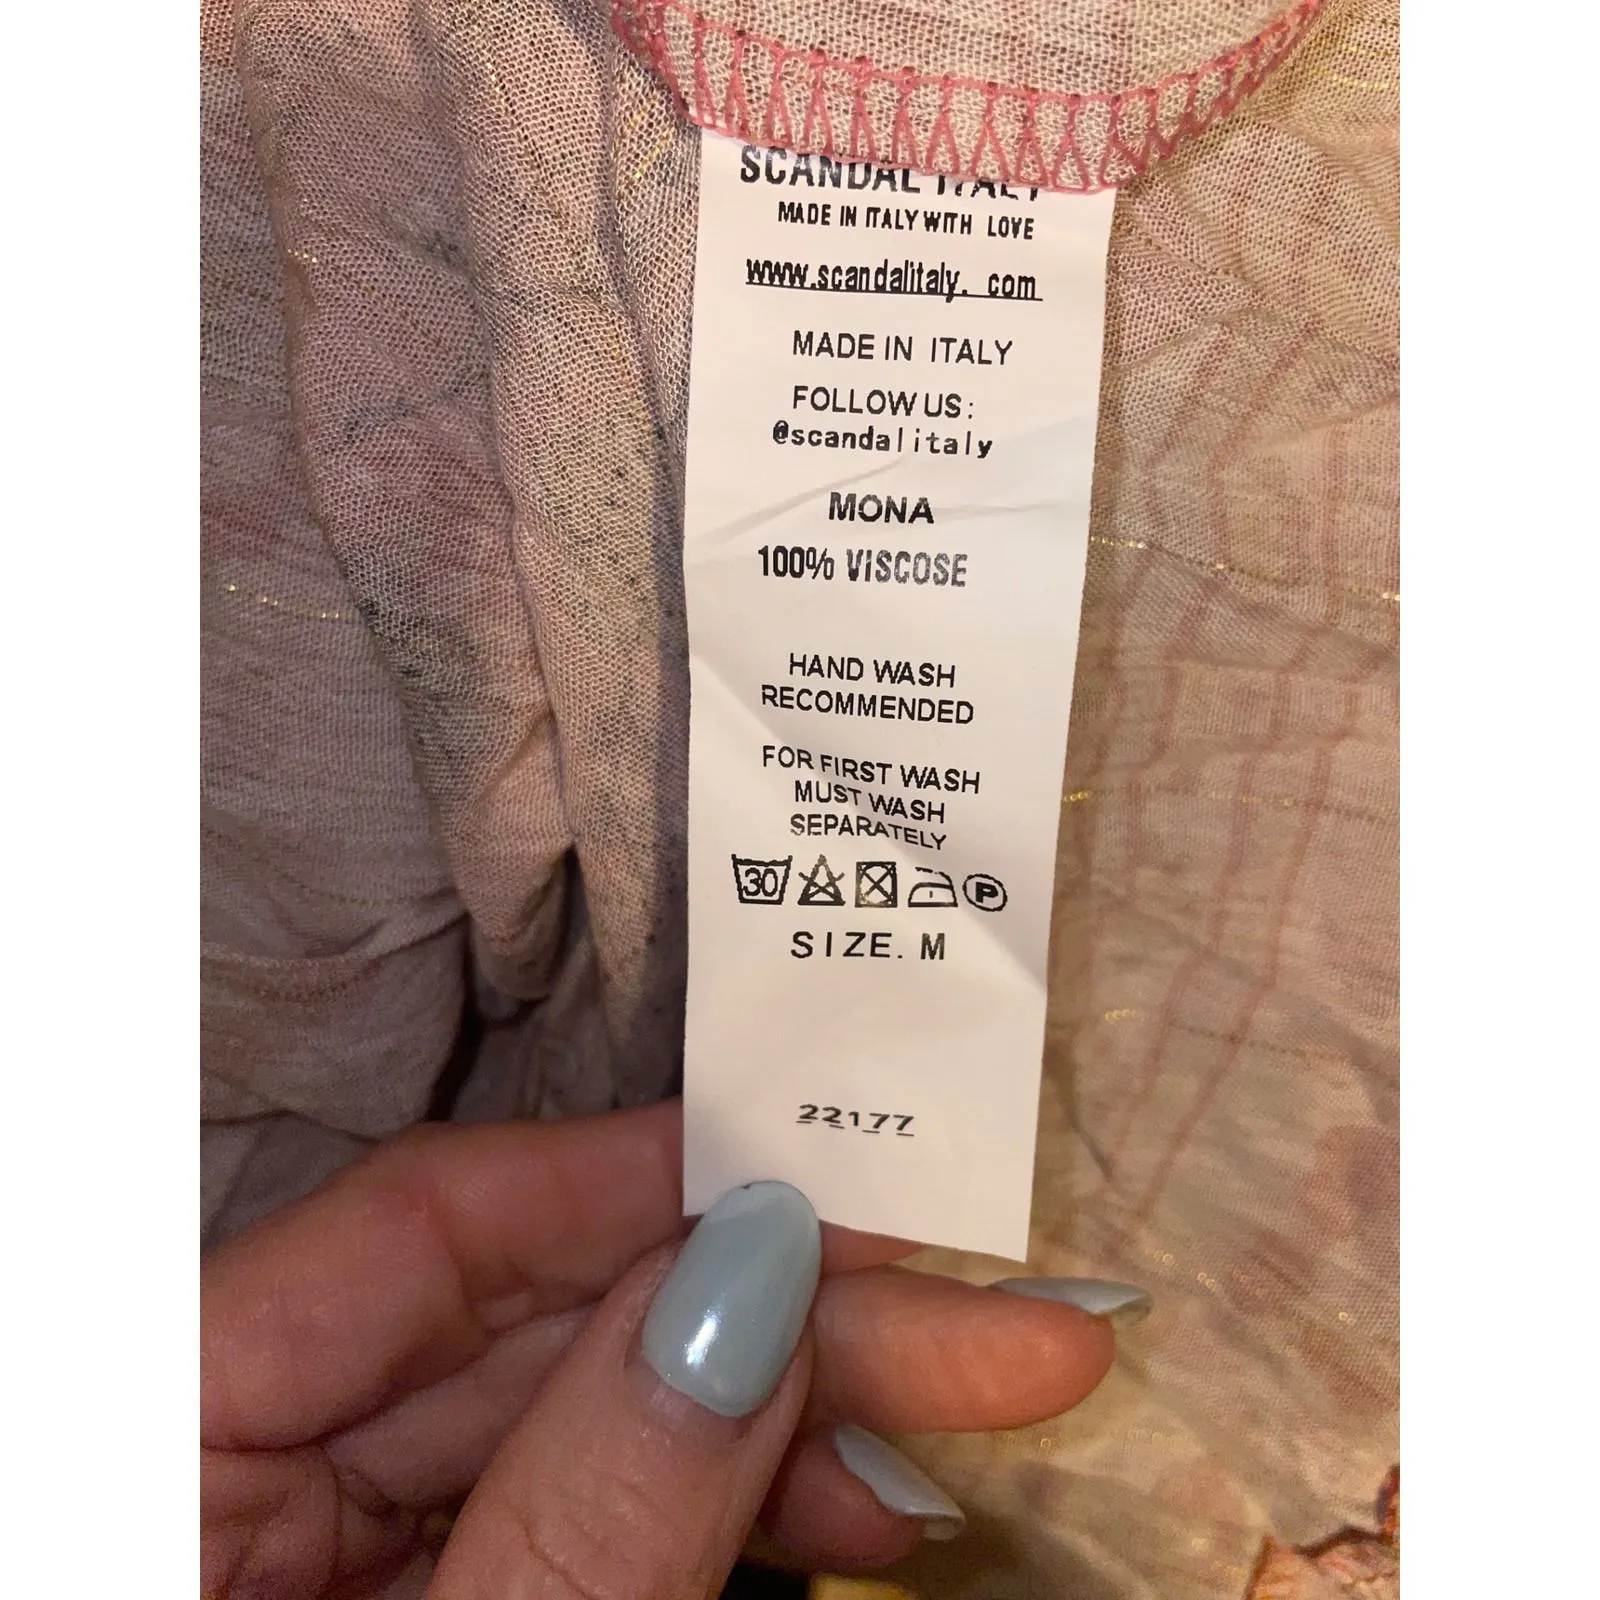 SCANDAL ITALY
MADE IN ITALY WITH LOVE
www.scandalitaly. com
MADE IN ITALY
FOLLOW US:
@scandalitaly
MONA
100% VISCOSE
HAND WASH
RECOMMENDED
FOR FIRST WASH
MUST WASH
SEPARATELY
30 P
SIZE. M
22177